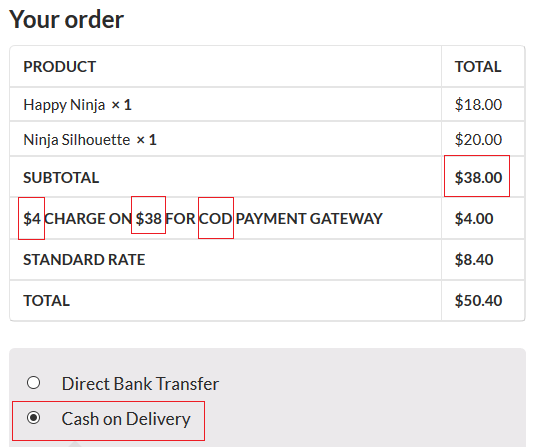 Your order
PRODUCT TOTAL
Happy Ninja × 1 $18.00
Ninja Silhouette × 1 $20.00
SUBTOTAL $38.00
$4 CHARGE ON $38 FOR COD PAYMENT GATEWAY $4.00
STANDARD RATE $8.40
TOTAL $50.40
Direct Bank Transfer
Cash on Delivery